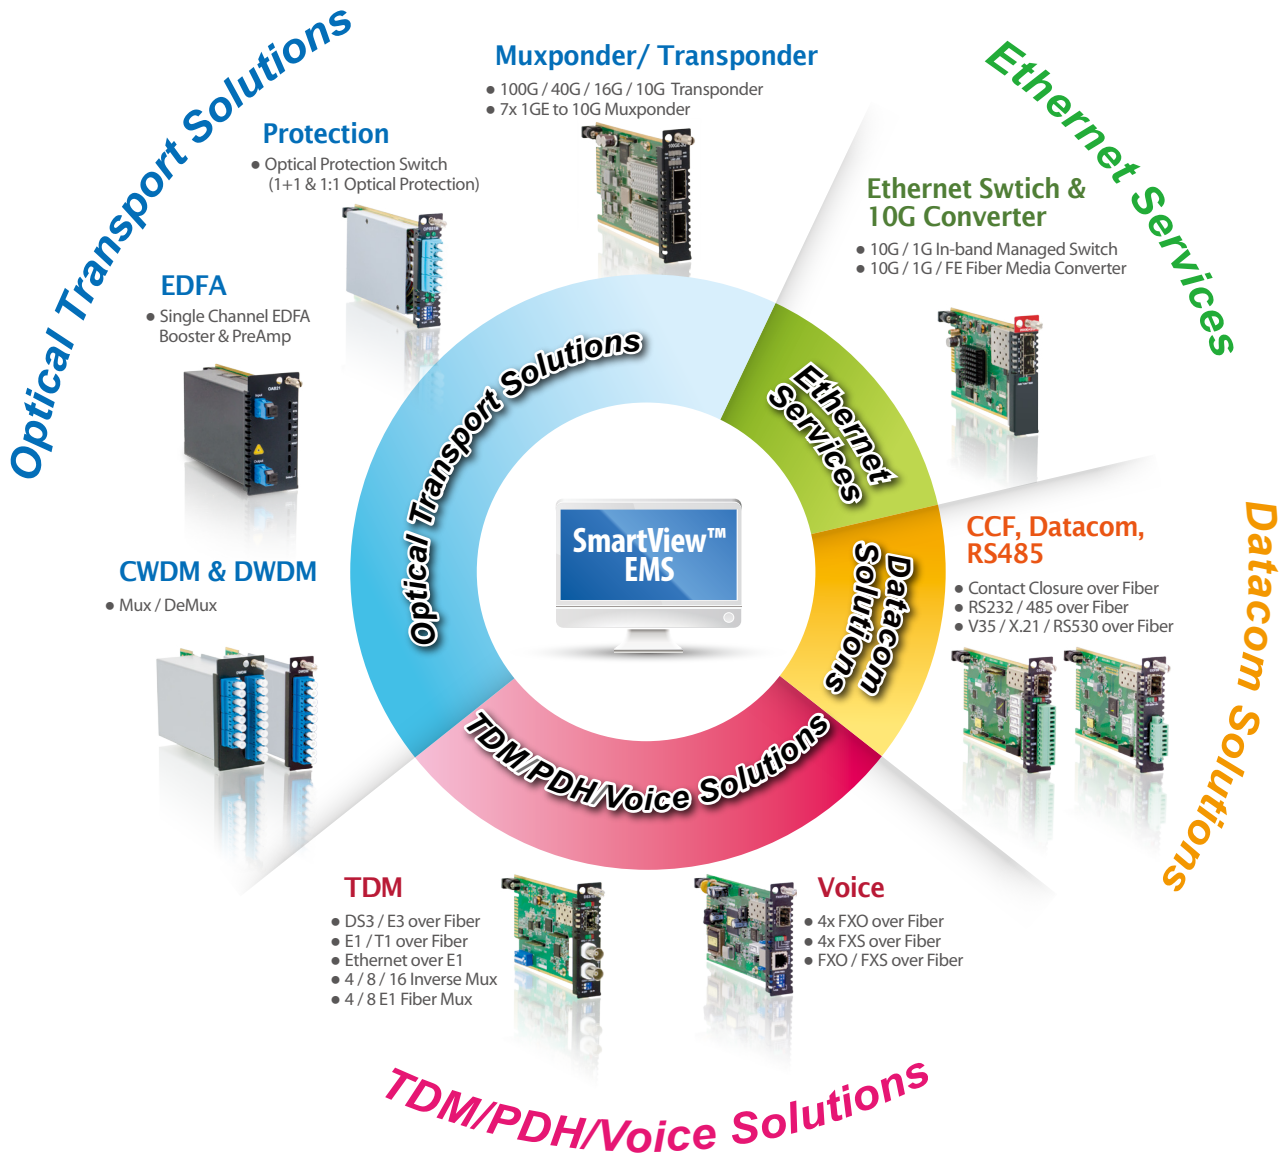 Optical Transport Solutions
Muxponder/ Transponder
● 100G / 40G / 16G / 10G Transponder
● 7x 1GE to 10G Muxponder
Protection
● Optical Protection Switch
(1+1 & 1:1 Optical Protection)
EDFA
● Single Channel EDFA
Booster & PreAmp
CWDM & DWDM
● Mux / DeMux
Ethernet Services
Ethernet Swtich &
10G Converter
● 10G / 1G In-band Managed Switch
● 10G / 1G / FE Fiber Media Converter
Optical Transport Solutions
Ethernet
Services
Datacom
Solutions
TDM/PDH/Voice Solutions
SmartView™
EMS
CCF, Datacom,
RS485
● Contact Closure over Fiber
● RS232 / 485 over Fiber
● V35 / X.21 / RS530 over Fiber
Datacom Solutions
TDM
● DS3 / E3 over Fiber
● E1 / T1 over Fiber
● Ethernet over E1
● 4 / 8 / 16 Inverse Mux
● 4 / 8 E1 Fiber Mux
Voice
● 4x FXO over Fiber
● 4x FXS over Fiber
● FXO / FXS over Fiber
TDM/PDH/Voice Solutions